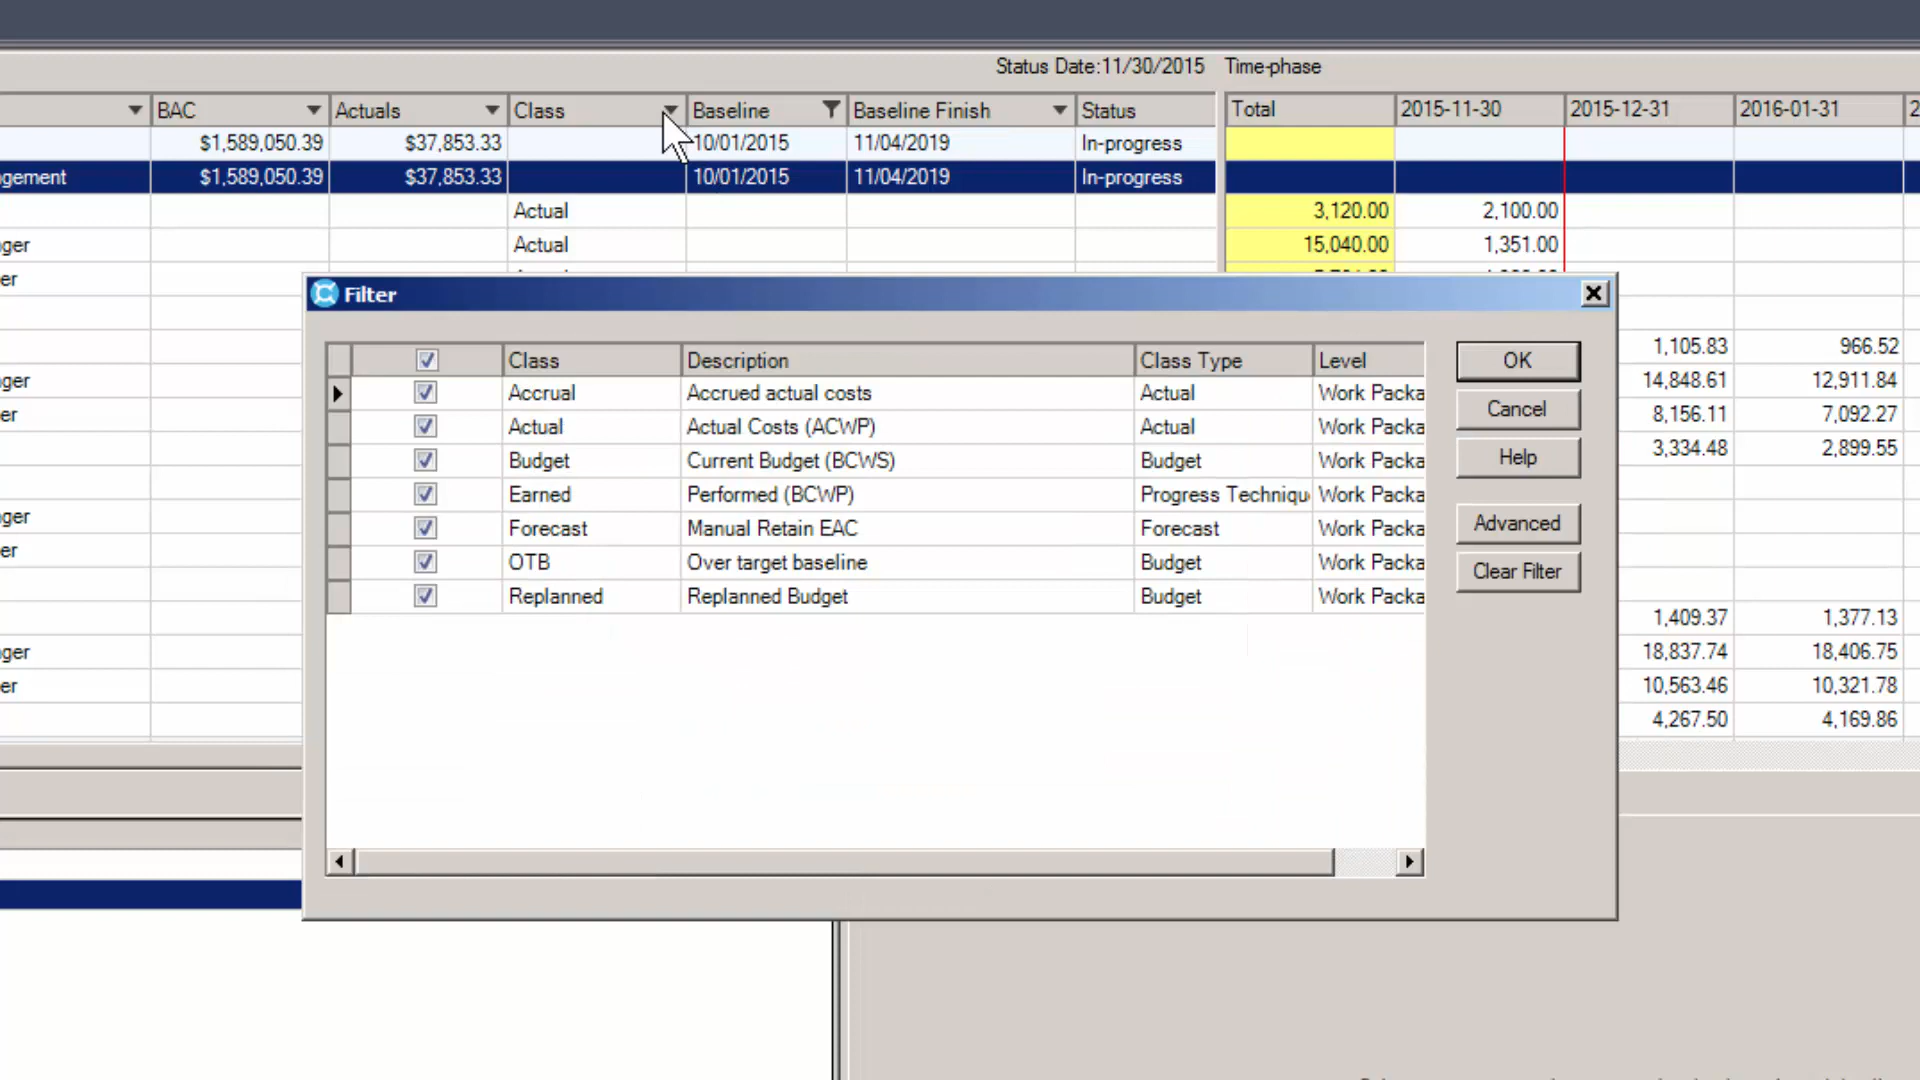 Status Date:11/30/2015 Time-phase
BAC Actuals Class Baseline Baseline Finish Status Total 2015-11-30 2015-12-31 2016-01-31 2
$1,589,050.39 $37,853.33 10/01/2015 11/04/2019 In-progress
gement $1,589,050.39 $37,853.33 10/01/2015 11/04/2019 In-progress
Actual 3,120.00 2,100.00
ger Actual 15,040.00 1,351.00
er
Filter
1,105.83 966.52
ger 14,848.61 12,911.84
er 8,156.11 7,092.27
3,334.48 2,899.55
ger
er
1,409.37 1,377.13
ger 18,837.74 18,406.75
er 10,563.46 10,321.78
4,267.50 4,169.86
Class Description Class Type Level
Accrual Accrued actual costs Actual Work Packa
Actual Actual Costs (ACWP) Actual Work Packa
Budget Current Budget (BCWS) Budget Work Packa
Earned Performed (BCWP) Progress Techniqu Work Packa
Forecast Manual Retain EAC Forecast Work Packa
OTB Over target baseline Budget Work Packa
Replanned Replanned Budget Budget Work Packa
OK
Cancel
Help
Advanced
Clear Filter